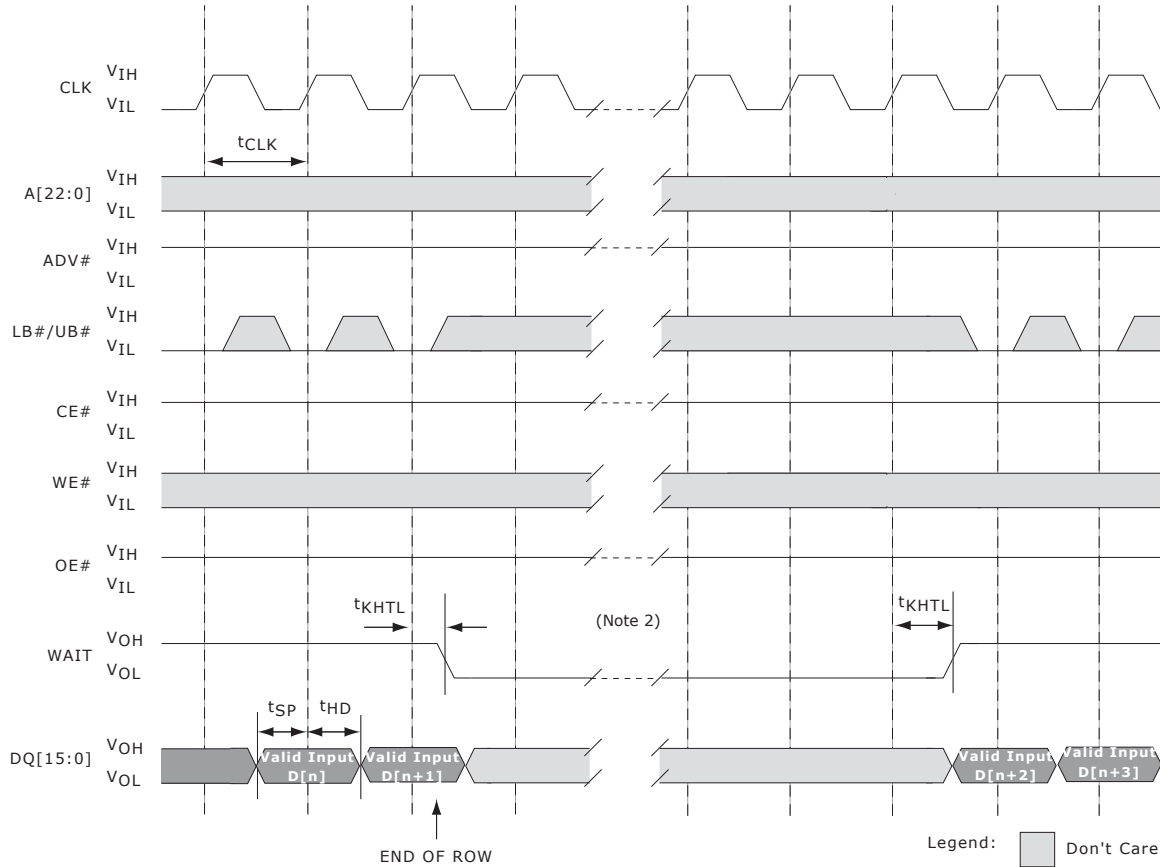 CLK
VIH
VIL
tCLK
A[22:0]
VIH
VIL
ADV#
VIH
VIL
LB#/UB#
VIH
VIL
CE#
VIH
VIL
WE#
VIH
VIL
OE#
VIH
VIL
tKHTL
(Note 2)
tKHTL
WAIT
VOH
VOL
tSP
tHD
DQ[15:0]
VOH
VOL
Valid Input
D[n]
Valid Input
D[n+1]
Valid Input
D[n+2]
Valid Input
D[n+3]
END OF ROW
Legend:
Don't Care